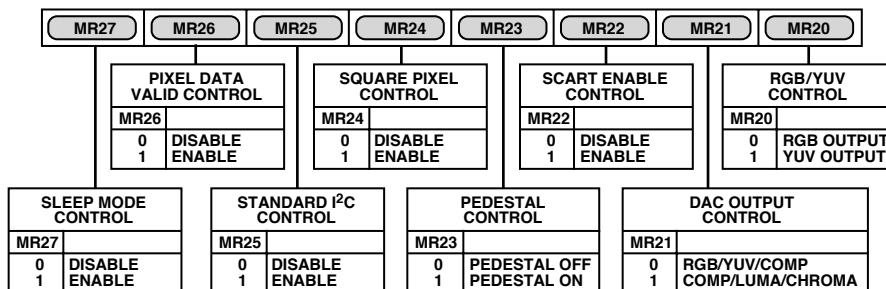 MR27 MR26 MR25 MR24 MR23 MR22 MR21 MR20
PIXEL DATA
VALID CONTROL
MR26
0 DISABLE
1 ENABLE
SQUARE PIXEL
CONTROL
MR24
0 DISABLE
1 ENABLE
SCART ENABLE
CONTROL
MR22
0 DISABLE
1 ENABLE
RGB/YUV
CONTROL
MR20
0 RGB OUTPUT
1 YUV OUTPUT
SLEEP MODE
CONTROL
MR27
0 DISABLE
1 ENABLE
STANDARD I²C
CONTROL
MR25
0 DISABLE
1 ENABLE
PEDESTAL
CONTROL
MR23
0 PEDESTAL OFF
1 PEDESTAL ON
DAC OUTPUT
CONTROL
MR21
0 RGB/YUV/COMP
1 COMP/LUMA/CHROMA